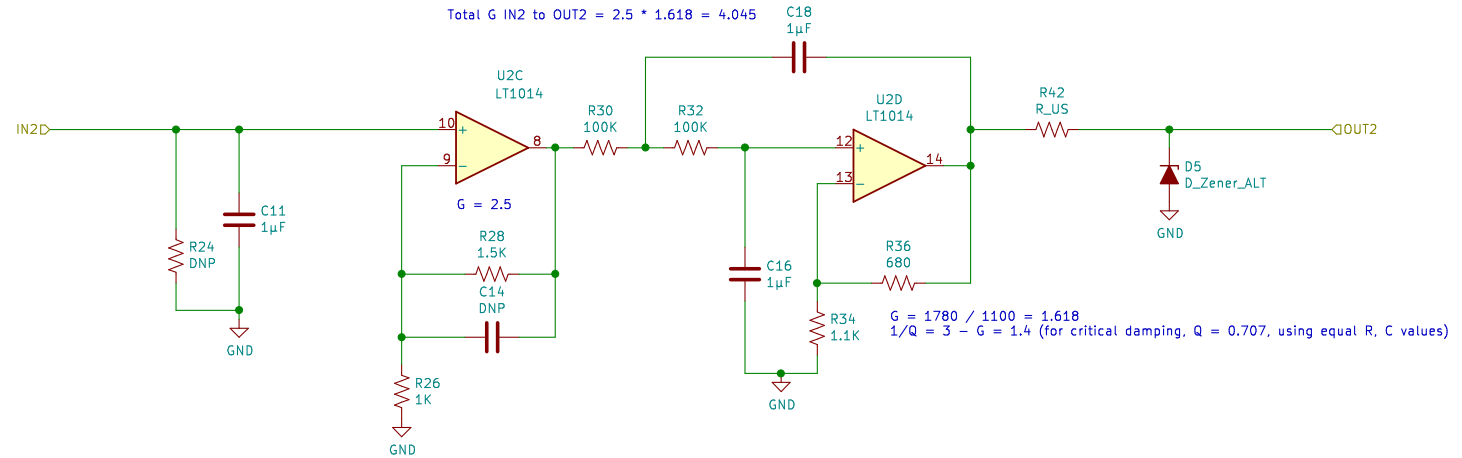 Total G IN2 to OUT2 = 2.5 * 1.618 = 4.045
C18
1µF
U2C
LT1014
R30
100K
R32
100K
U2D
LT1014
R42
R_US
IN2
10
+
9
−
8
12
+
13
−
14
OUT2
D5
D_Zener_ALT
GND
G = 2.5
C11
1µF
R24
DNP
GND
R28
1.5K
C14
DNP
R26
1K
GND
C16
1µF
R36
680
R34
1.1K
GND
G = 1780 / 1100 = 1.618
1/Q = 3 − G = 1.4 (for critical damping, Q = 0.707, using equal R, C values)